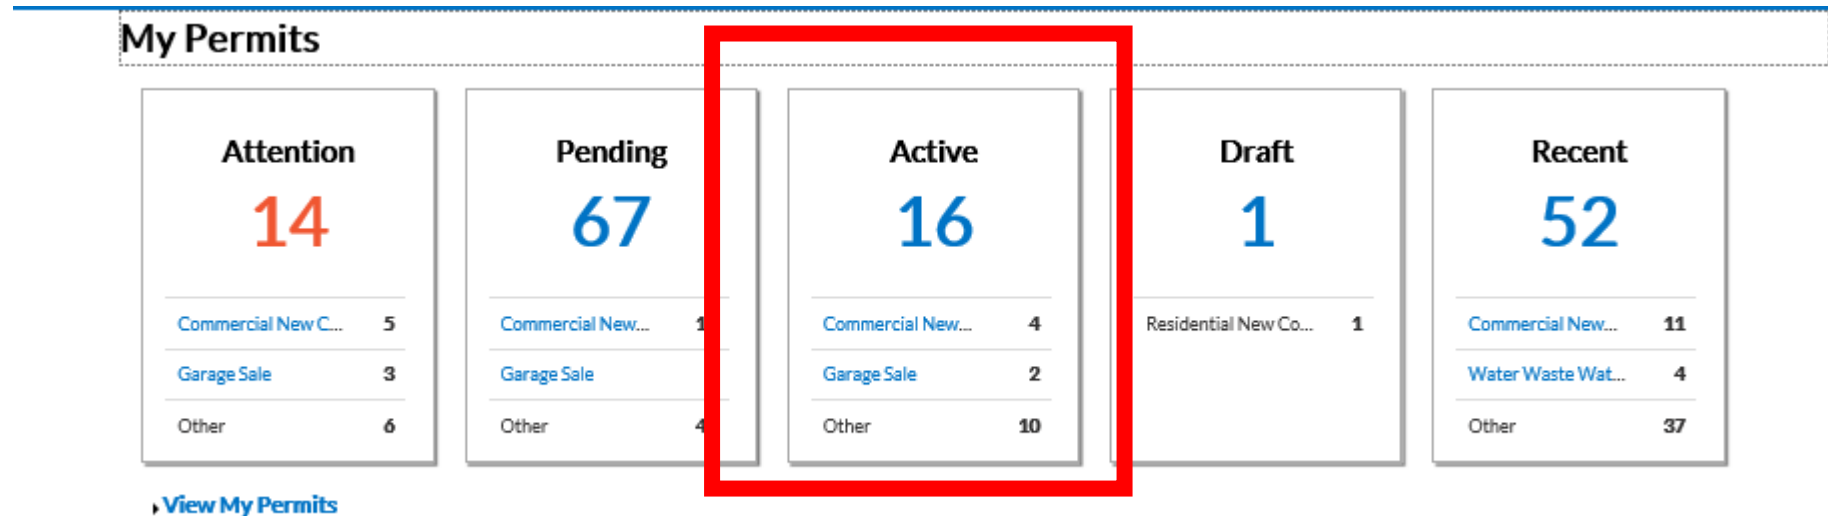 My Permits
Attention
14
Commercial New C... 5
Garage Sale 3
Other 6
Pending
67
Commercial New...
Garage Sale
Other
Active
16
Commercial New... 4
Garage Sale 2
Other 10
Draft
1
Residential New Co... 1
Recent
52
Commercial New... 11
Water Waste Wat... 4
Other 37
View My Permits